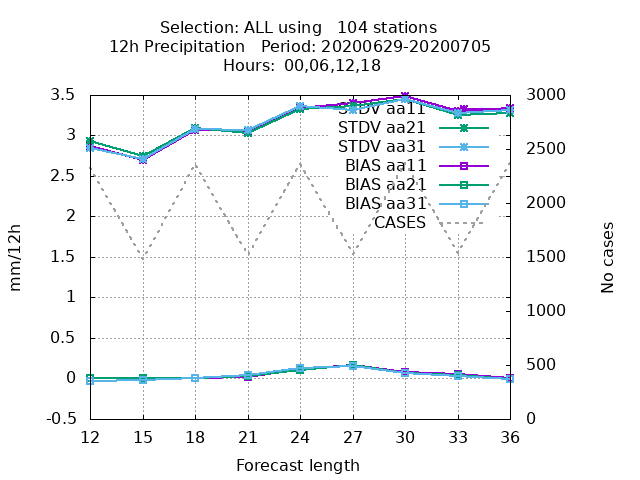 Selection: ALL using   104 stations
12h Precipitation   Period: 20200629-20200705
Hours: 00,06,12,18
3.5
3
2.5
2
1.5
1
0.5
0
-0.5
3000
2500
2000
1500
1000
500
0
STDV aa11
STDV aa21
STDV aa31
BIAS aa11
BIAS aa21
BIAS aa31
CASES
mm/12h
No cases
12 15 18 21 24 27 30 33 36
Forecast length